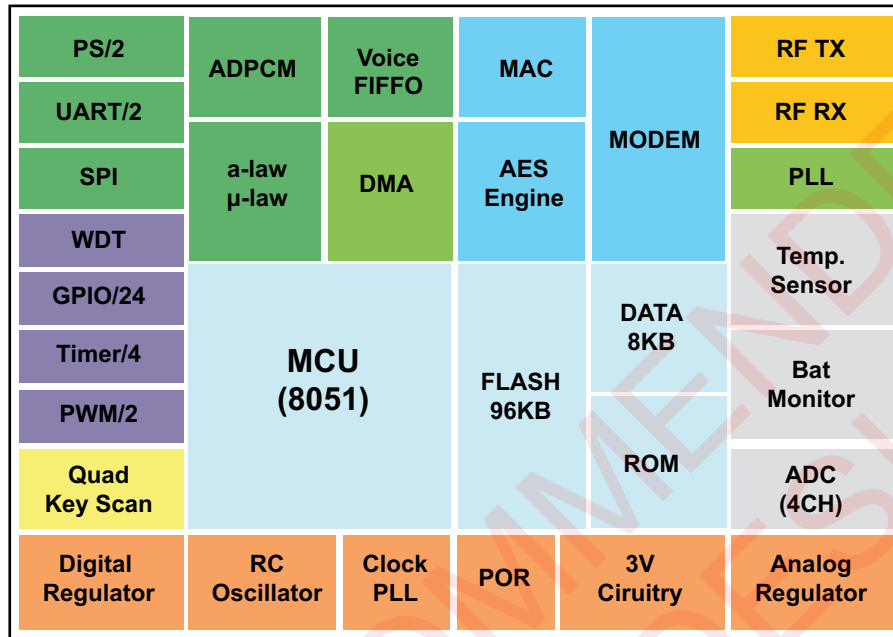 PS/2
UART/2
SPI
WDT
GPIO/24
Timer/4
PWM/2
Quad
Key Scan
ADPCM
Voice
FIFFO
a-law
µ-law
DMA
MAC
AES
Engine
MODEM
MCU
(8051)
FLASH
96KB
DATA
8KB
ROM
RF TX
RF RX
PLL
Temp.
Sensor
Bat
Monitor
ADC
(4CH)
Digital
Regulator
RC
Oscillator
Clock
PLL
POR
3V
Ciruitry
Analog
Regulator